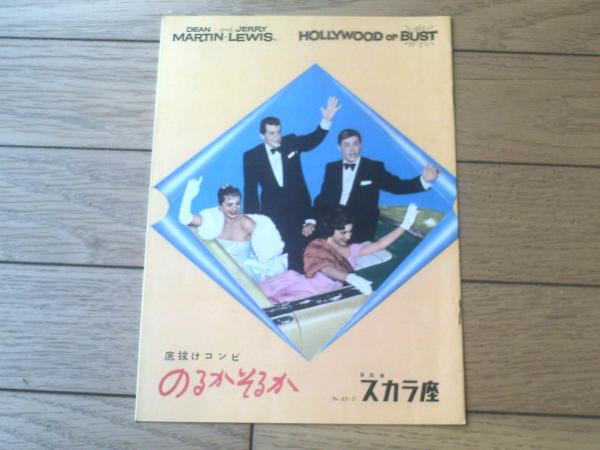 DEAN and JERRY
MARTIN・LEWIS
HOLLYWOOD or BUST
底抜けコンビ
のるかそるか
スカラ座